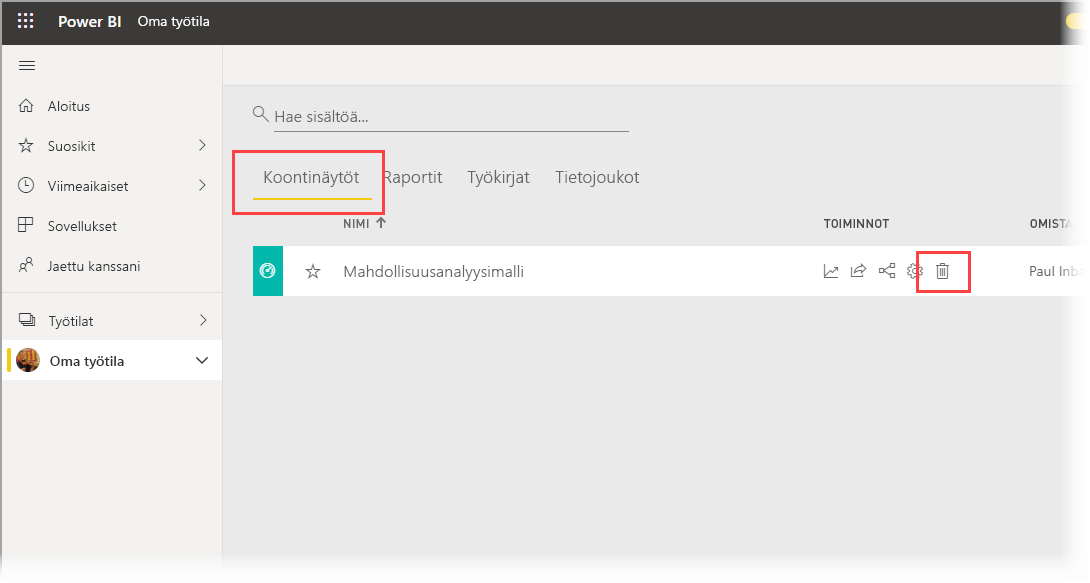 Power BI Oma työtila
Aloitus
Suosikit
Viimeaikaiset
Sovellukset
Jaettu kanssani
Työtilat
Oma työtila
Hae sisältöä...
Koontinäytöt Raportit Työkirjat Tietojoukot
NIMI TOIMINNOT OMISTA
Mahdollisuusanalyysimalli Paul Inba